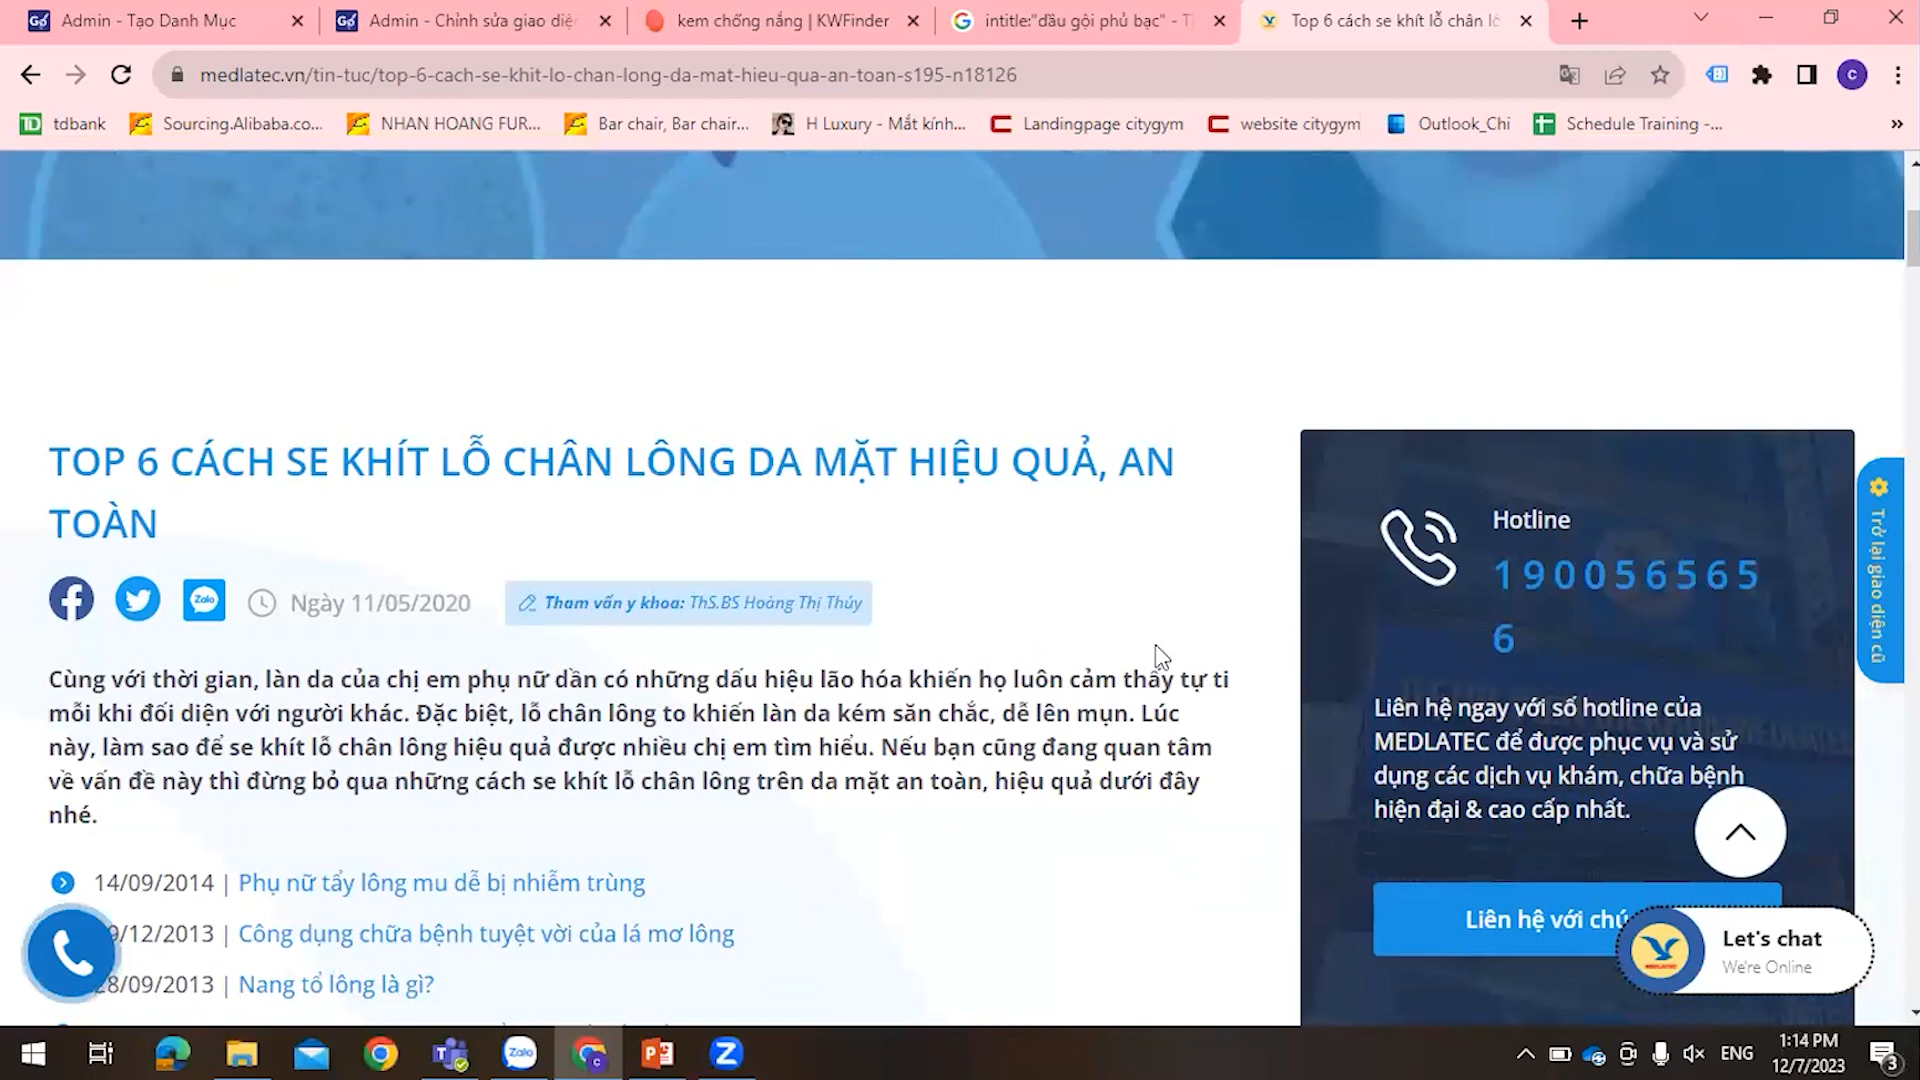 Admin - Tạo Danh Mục
Admin - Chỉnh sửa giao diệ
kem chống nắng | KWFinder
intitle:"dầu gội phủ bạc" - T
Top 6 cách se khít lỗ chân l
medlatec.vn/tin-tuc/top-6-cach-se-khit-lo-chan-long-da-mat-hieu-qua-an-toan-s195-n18126
C
tdbank
Sourcing.Alibaba.co...
NHAN HOANG FUR...
Bar chair, Bar chair...
H Luxury - Mắt kính...
Landingpage citygym
website citygym
Outlook_Chi
Schedule Training -...
TOP 6 CÁCH SE KHÍT LỖ CHÂN LÔNG DA MẶT HIỆU QUẢ, AN
TOÀN
Zalo
Ngày 11/05/2020
Tham vấn y khoa: ThS.BS Hoàng Thị Thúy
Cùng với thời gian, làn da của chị em phụ nữ dần có những dấu hiệu lão hóa khiến họ luôn cảm thấy tự ti
mỗi khi đối diện với người khác. Đặc biệt, lỗ chân lông to khiến làn da kém săn chắc, dễ lên mụn. Lúc
này, làm sao để se khít lỗ chân lông hiệu quả được nhiều chị em tìm hiểu. Nếu bạn cũng đang quan tâm
về vấn đề này thì đừng bỏ qua những cách se khít lỗ chân lông trên da mặt an toàn, hiệu quả dưới đây
nhé.
14/09/2014 | Phụ nữ tẩy lông mu dễ bị nhiễm trùng
9/12/2013 | Công dụng chữa bệnh tuyệt vời của lá mơ lông
28/09/2013 | Nang tổ lông là gì?
Hotline
190056565
6
Liên hệ ngay với số hotline của
MEDLATEC để được phục vụ và sử
dụng các dịch vụ khám, chữa bệnh
hiện đại & cao cấp nhất.
Liên hệ với chú
Trở lại giao diện cũ
MEDLATEC
Let's chat
We're Online
Zalo
ENG
1:14 PM
12/7/2023
3